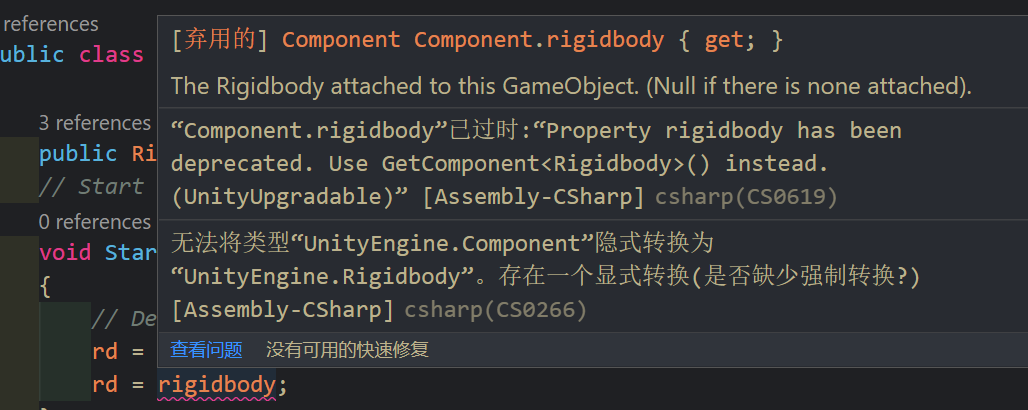 references
ublic class
[弃用的] Component Component.rigidbody { get; }
The Rigidbody attached to this GameObject. (Null if there is none attached).
3 references
public Ri
“Component.rigidbody”已过时:“Property rigidbody has been
deprecated. Use GetComponent<Rigidbody>() instead.
// Start
(UnityUpgradable)” [Assembly-CSharp] csharp(CS0619)
0 references
void Star
无法将类型“UnityEngine.Component”隐式转换为
{
“UnityEngine.Rigidbody”。存在一个显式转换(是否缺少强制转换?)
[Assembly-CSharp] csharp(CS0266)
// De
查看问题 没有可用的快速修复
rd =
rd = rigidbody;